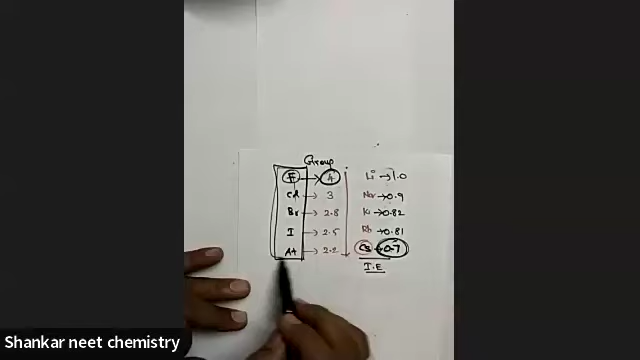 Group
F → 4 Li → 1.0
Cl → 3 Na → 0.9
Br → 2.8 K → 0.82
I → 2.5 Rb → 0.81
At → 2.2 Cs → 0.7
I.E
Shankar neet chemistry